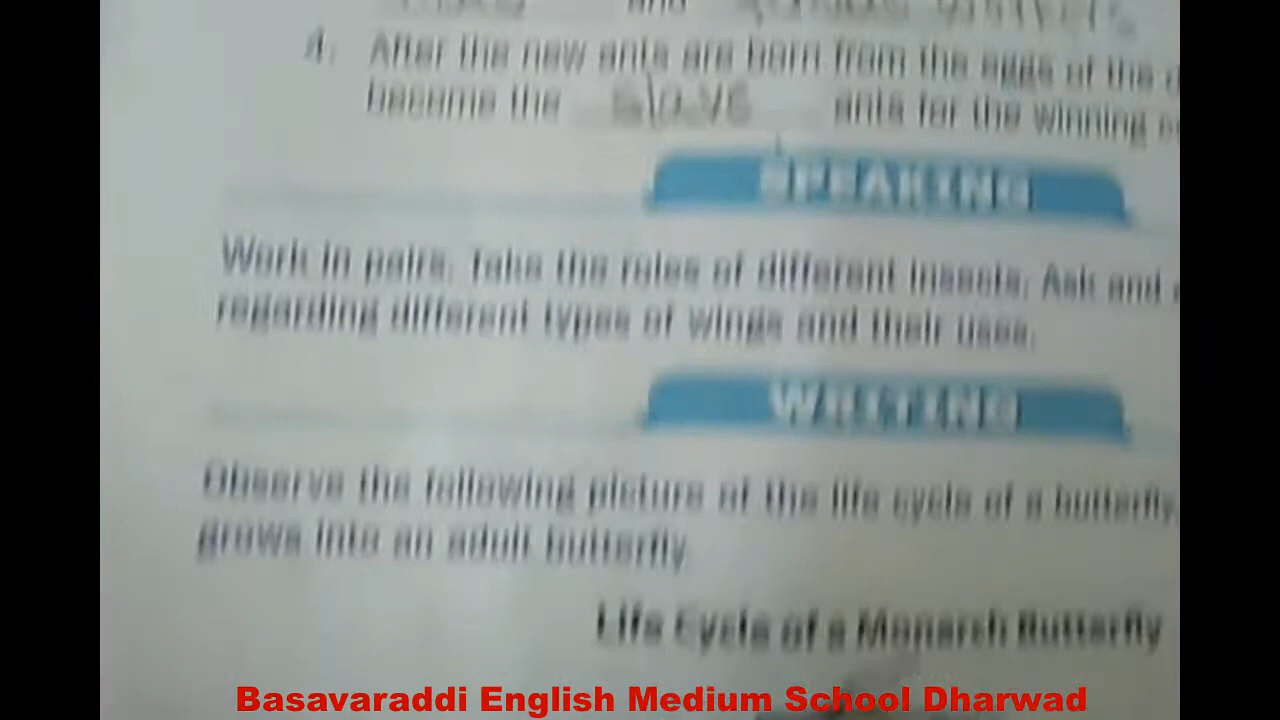 and
4. After the new ants are born from the eggs of the
become the slave ants for the winning
SPEAKING
Work in pairs. Take the roles of different insects. Ask and
regarding different types of wings and their uses.
WRITING
Observe the following picture of the life cycle of a butterfly.
grows into an adult butterfly.
Life Cycle of a Monarch Butterfly
Basavaraddi English Medium School Dharwad